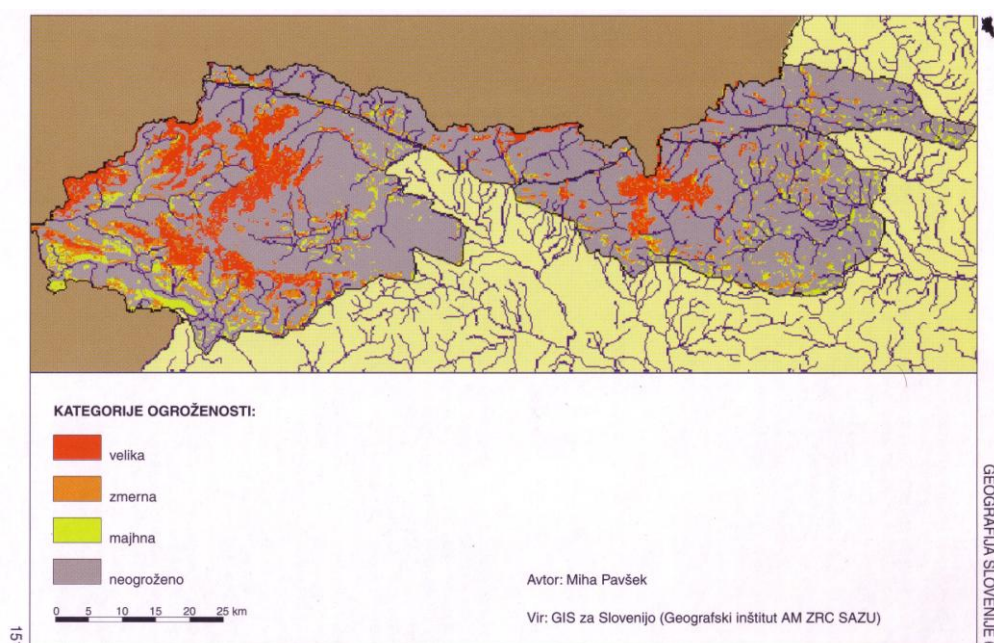 KATEGORIJE OGROŽENOSTI:
velika
zmerna
majhna
neogroženo
0 5 10 15 20 25 km
Avtor: Miha Pavšek
Vir: GIS za Slovenijo (Geografski inštitut AM ZRC SAZU)
GEOGRAFIJA SLOVENIJE
15